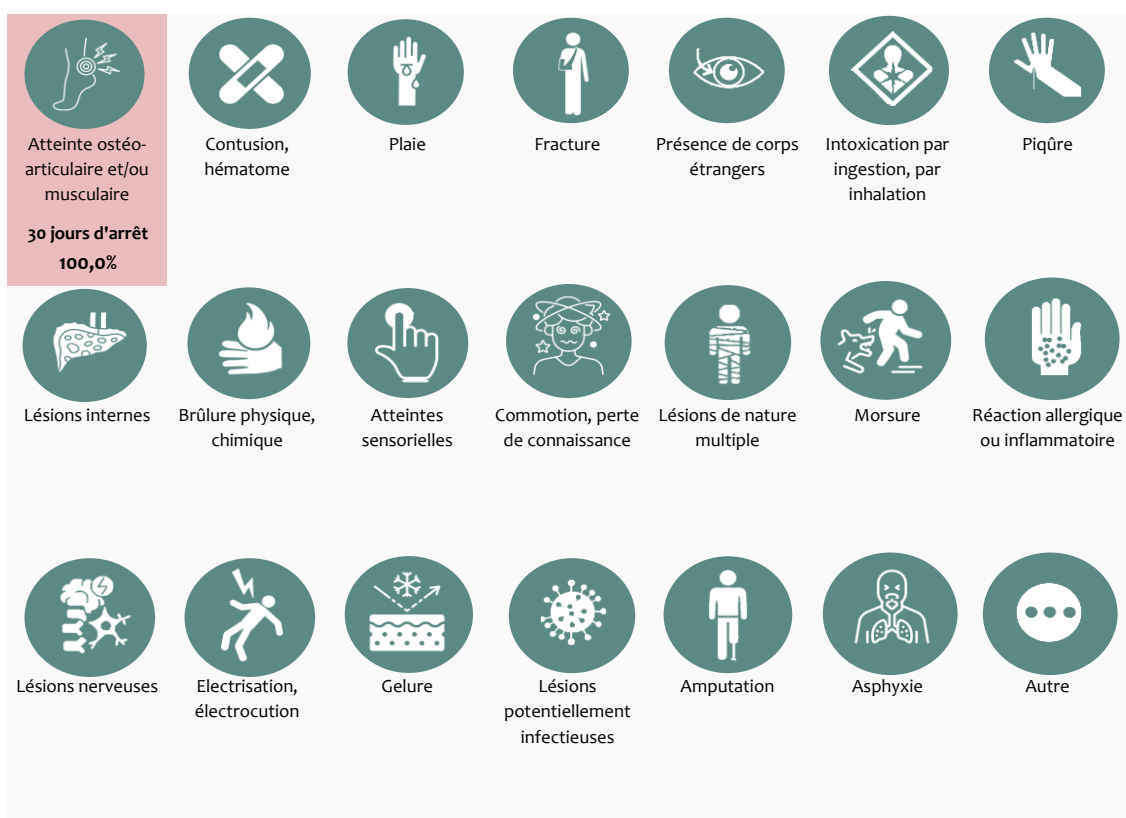 Atteinte ostéo-
articulaire et/ou
musculaire
30 jours d'arrêt
100,0%
Contusion,
hématome
Plaie
Fracture
Présence de corps
étrangers
Intoxication par
ingestion, par
inhalation
Piqûre
Lésions internes
Brûlure physique,
chimique
Atteintes
sensorielles
Commotion, perte
de connaissance
Lésions de nature
multiple
Morsure
Réaction allergique
ou inflammatoire
Lésions nerveuses
Electrisation,
électrocution
Gelure
Lésions
potentiellement
infectieuses
Amputation
Asphyxie
Autre